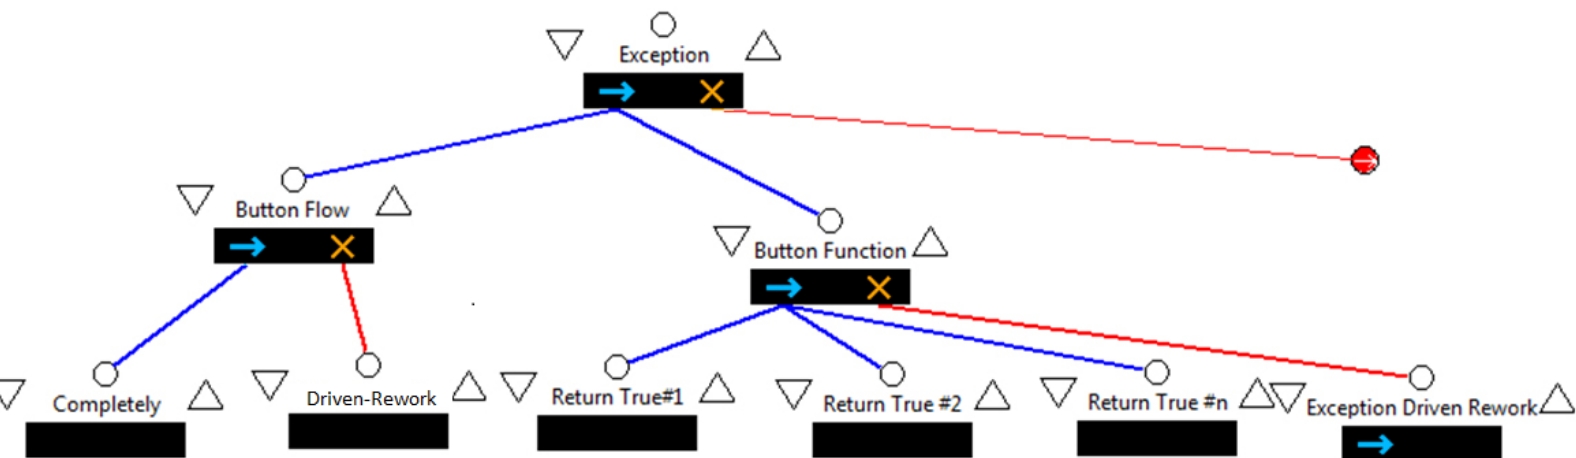 Exception
Button Flow
Button Function
Completely
Driven-Rework
Return True#1
Return True #2
Return True #n
Exception Driven Rework